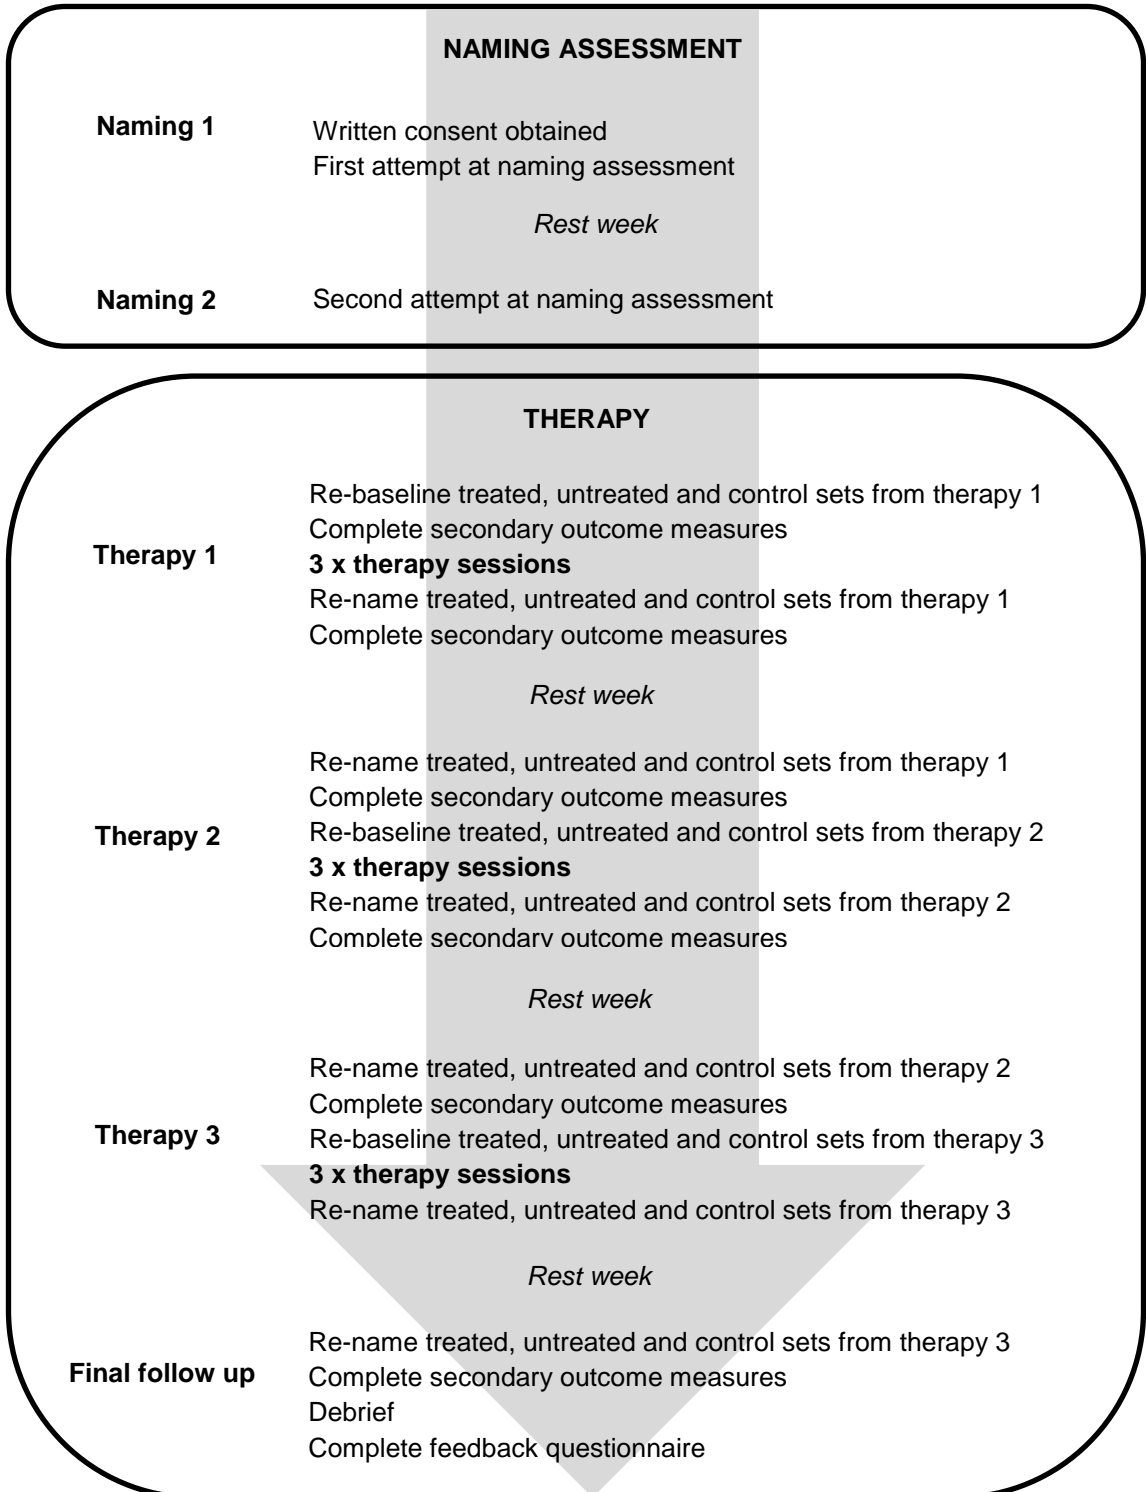 NAMING ASSESSMENT
Naming 1
Written consent obtained
First attempt at naming assessment
Rest week
Naming 2
Second attempt at naming assessment
THERAPY
Therapy 1
Re-baseline treated, untreated and control sets from therapy 1
Complete secondary outcome measures
3 x therapy sessions
Re-name treated, untreated and control sets from therapy 1
Complete secondary outcome measures
Rest week
Therapy 2
Re-name treated, untreated and control sets from therapy 1
Complete secondary outcome measures
Re-baseline treated, untreated and control sets from therapy 2
3 x therapy sessions
Re-name treated, untreated and control sets from therapy 2
Complete secondary outcome measures
Rest week
Therapy 3
Re-name treated, untreated and control sets from therapy 2
Complete secondary outcome measures
Re-baseline treated, untreated and control sets from therapy 3
3 x therapy sessions
Re-name treated, untreated and control sets from therapy 3
Rest week
Final follow up
Re-name treated, untreated and control sets from therapy 3
Complete secondary outcome measures
Debrief
Complete feedback questionnaire